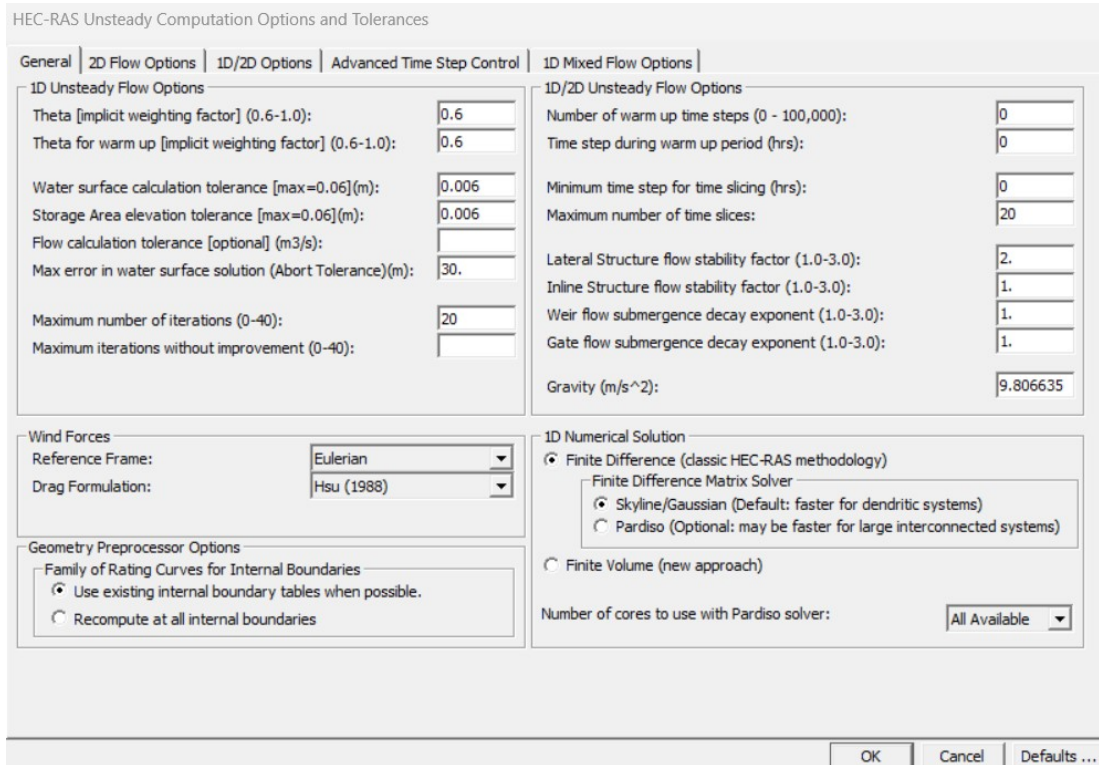 HEC-RAS Unsteady Computation Options and Tolerances
General 2D Flow Options 1D/2D Options Advanced Time Step Control 1D Mixed Flow Options
1D Unsteady Flow Options
Theta [implicit weighting factor] (0.6-1.0): 0.6
Theta for warm up [implicit weighting factor] (0.6-1.0): 0.6
Water surface calculation tolerance [max=0.06](m): 0.006
Storage Area elevation tolerance [max=0.06](m): 0.006
Flow calculation tolerance [optional] (m3/s):
Max error in water surface solution (Abort Tolerance)(m): 30.
Maximum number of iterations (0-40): 20
Maximum iterations without improvement (0-40):
1D/2D Unsteady Flow Options
Number of warm up time steps (0 - 100,000): 0
Time step during warm up period (hrs): 0
Minimum time step for time slicing (hrs): 0
Maximum number of time slices: 20
Lateral Structure flow stability factor (1.0-3.0): 2.
Inline Structure flow stability factor (1.0-3.0): 1.
Weir flow submergence decay exponent (1.0-3.0): 1.
Gate flow submergence decay exponent (1.0-3.0): 1.
Gravity (m/s^2): 9.806635
Wind Forces
Reference Frame: Eulerian
Drag Formulation: Hsu (1988)
Geometry Preprocessor Options
Family of Rating Curves for Internal Boundaries
Use existing internal boundary tables when possible.
Recompute at all internal boundaries
1D Numerical Solution
Finite Difference (classic HEC-RAS methodology)
Finite Difference Matrix Solver
Skyline/Gaussian (Default: faster for dendritic systems)
Pardiso (Optional: may be faster for large interconnected systems)
Finite Volume (new approach)
Number of cores to use with Pardiso solver: All Available
OK Cancel Defaults ...